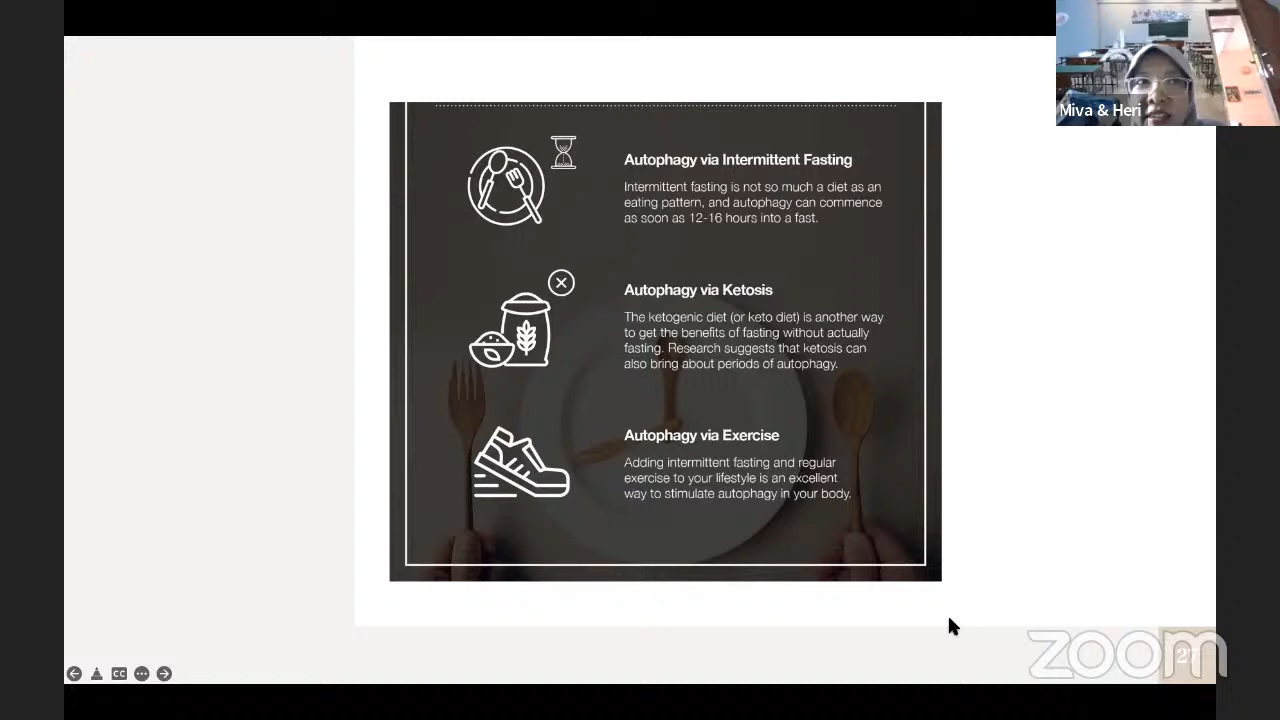 Miva & Heri
Autophagy via Intermittent Fasting
Intermittent fasting is not so much a diet as an
eating pattern, and autophagy can commence
as soon as 12-16 hours into a fast.
Autophagy via Ketosis
The ketogenic diet (or keto diet) is another way
to get the benefits of fasting without actually
fasting. Research suggests that ketosis can
also bring about periods of autophagy.
Autophagy via Exercise
Adding intermittent fasting and regular
exercise to your lifestyle is an excellent
way to stimulate autophagy in your body.
CC
zoom
27